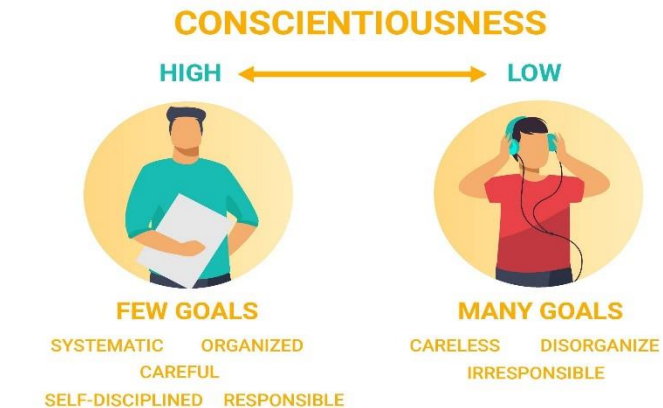 CONSCIENTIOUSNESS
HIGH LOW
FEW GOALS
SYSTEMATIC ORGANIZED
CAREFUL
SELF-DISCIPLINED RESPONSIBLE
MANY GOALS
CARELESS DISORGANIZE
IRRESPONSIBLE